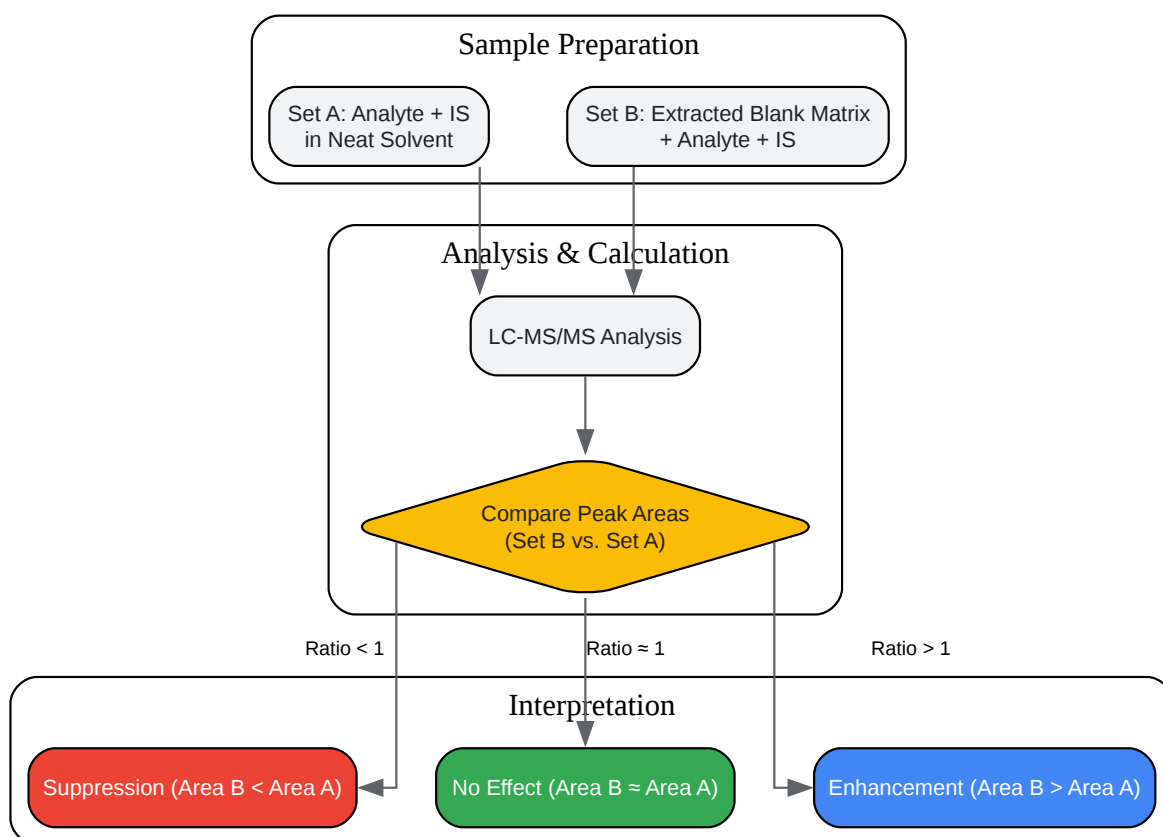 Sample Preparation
Set A: Analyte + IS
in Neat Solvent
Set B: Extracted Blank Matrix
+ Analyte + IS
Analysis & Calculation
LC-MS/MS Analysis
Compare Peak Areas
(Set B vs. Set A)
Ratio < 1
Ratio ≈ 1
Ratio > 1
Interpretation
Suppression (Area B < Area A)
No Effect (Area B ≈ Area A)
Enhancement (Area B > Area A)